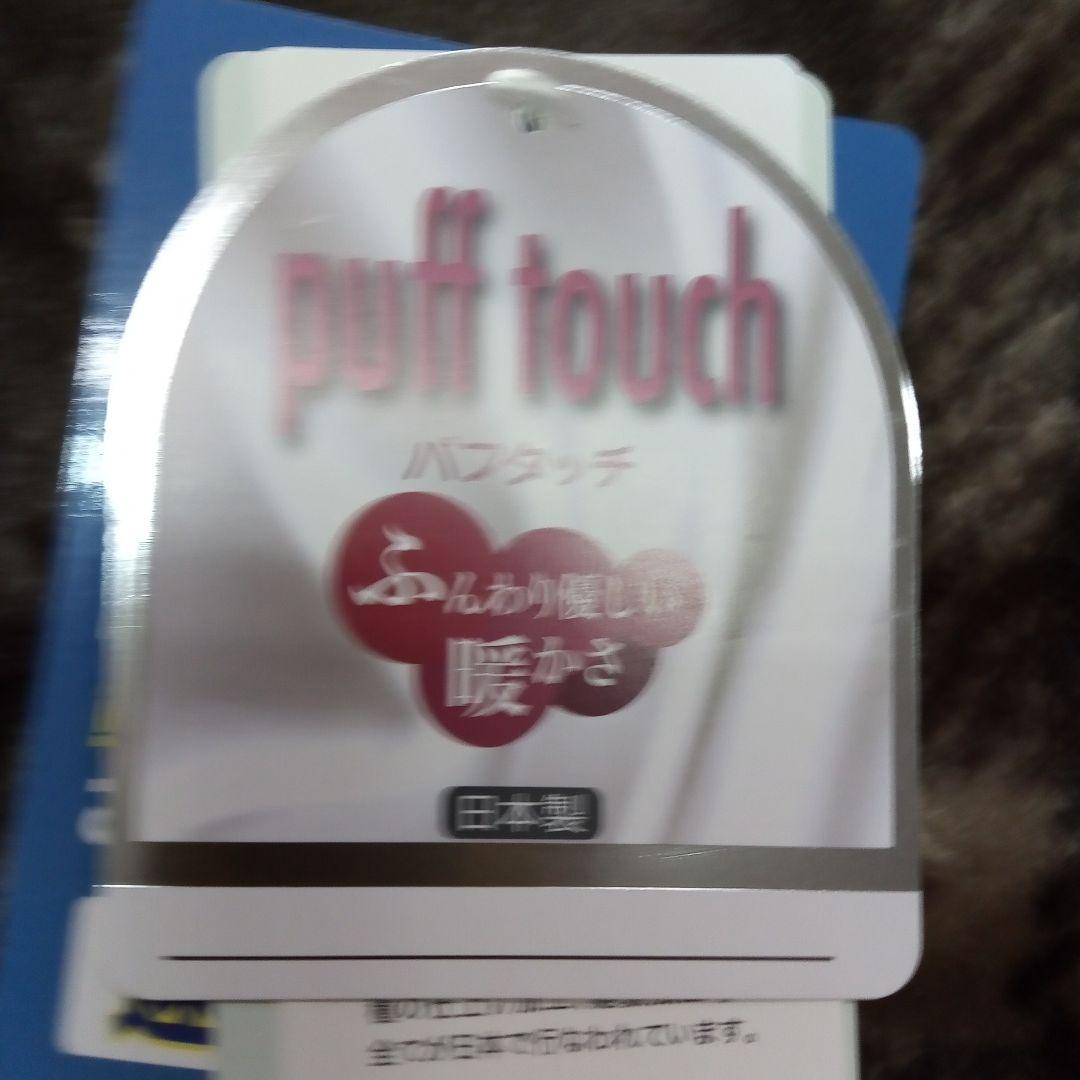 puff touch
パフタッチ
ふんわり優しい
暖かさ
日本製
全てが日本で行なわれています。